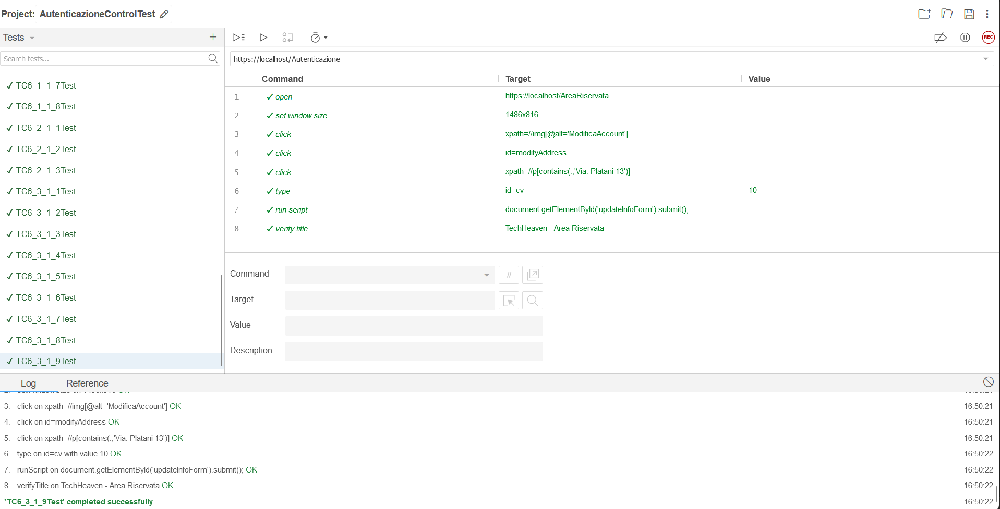 Project: AutenticazioneControlTest
Tests
Search tests...
✓ TC6_1_1_7Test
✓ TC6_1_1_8Test
✓ TC6_2_1_1Test
✓ TC6_2_1_2Test
✓ TC6_2_1_3Test
✓ TC6_3_1_1Test
✓ TC6_3_1_2Test
✓ TC6_3_1_3Test
✓ TC6_3_1_4Test
✓ TC6_3_1_5Test
✓ TC6_3_1_6Test
✓ TC6_3_1_7Test
✓ TC6_3_1_8Test
✓ TC6_3_1_9Test
REC
https://localhost/Autenticazione
Command Target Value
1 ✓ open https://localhost/AreaRiservata
2 ✓ set window size 1486x816
3 ✓ click xpath=//img[@alt='ModificaAccount']
4 ✓ click id=modifyAddress
5 ✓ click xpath=//p[contains(.,'Via: Platani 13')]
6 ✓ type id=cv 10
7 ✓ run script document.getElementById('updateInfoForm').submit();
8 ✓ verify title TechHeaven - Area Riservata
Command //
Target
Value
Description
Log Reference
3. click on xpath=//img[@alt='ModificaAccount'] OK 16:50:21
4. click on id=modifyAddress OK 16:50:21
5. click on xpath=//p[contains(.,'Via: Platani 13')] OK 16:50:21
6. type on id=cv with value 10 OK 16:50:22
7. runScript on document.getElementById('updateInfoForm').submit(); OK 16:50:22
8. verifyTitle on TechHeaven - Area Riservata OK 16:50:22
'TC6_3_1_9Test' completed successfully 16:50:22